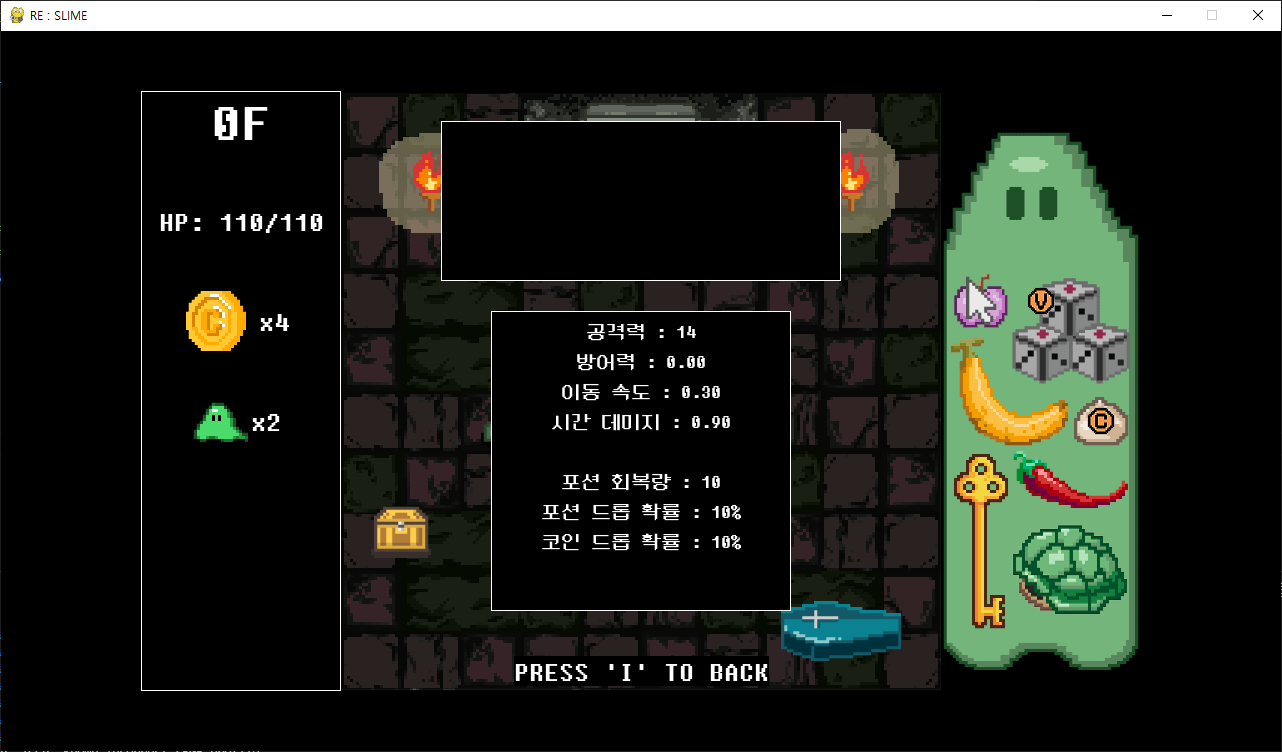 RE : SLIME
0F
HP: 110/110
x4
x2
공격력 : 14
방어력 : 0.00
이동 속도 : 0.30
시간 데미지 : 0.90
포션 회복량 : 10
포션 드롭 확률 : 10%
코인 드롭 확률 : 10%
PRESS 'I' TO BACK
C
V
C